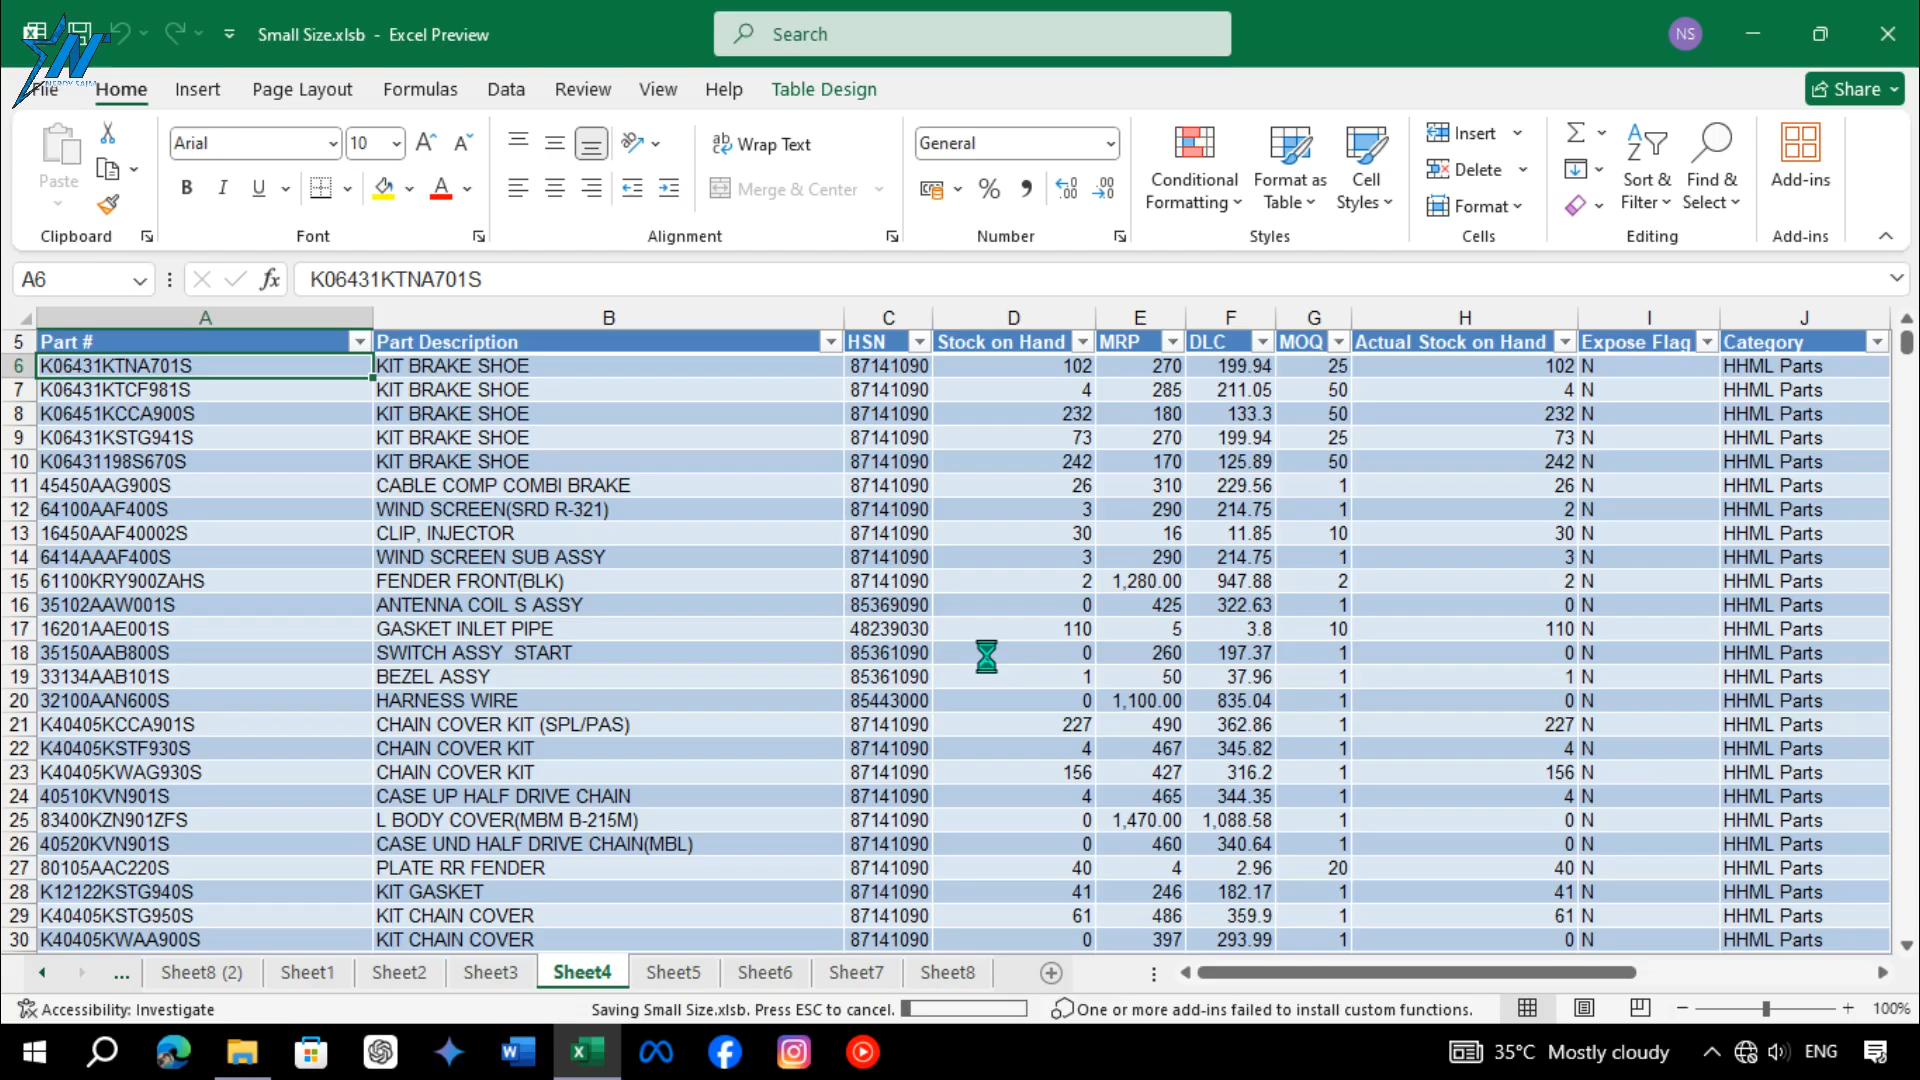 Small Size.xlsb - Excel Preview
Search
NS
File Home Insert Page Layout Formulas Data Review View Help Table Design Share
Paste Arial 10 Wrap Text General Insert
B I U Merge & Center Conditional Formatting Format as Table Cell Styles Delete Sort & Filter Find & Select Add-ins
Format
Clipboard Font Alignment Number Styles Cells Editing Add-ins
A6 fx K06431KTNA701S
A B C D E F G H I J
5 Part # Part Description HSN Stock on Hand MRP DLC MOQ Actual Stock on Hand Expose Flag Category
6 K06431KTNA701S KIT BRAKE SHOE 87141090 102 270 199.94 25 102 N HHML Parts
7 K06431KTCF981S KIT BRAKE SHOE 87141090 4 285 211.05 50 4 N HHML Parts
8 K06451KCCA900S KIT BRAKE SHOE 87141090 232 180 133.3 50 232 N HHML Parts
9 K06431KSTG941S KIT BRAKE SHOE 87141090 73 270 199.94 25 73 N HHML Parts
10 K06431198S670S KIT BRAKE SHOE 87141090 242 170 125.89 50 242 N HHML Parts
11 45450AAG900S CABLE COMP COMBI BRAKE 87141090 26 310 229.56 1 26 N HHML Parts
12 64100AAF400S WIND SCREEN(SRD R-321) 87141090 3 290 214.75 1 2 N HHML Parts
13 16450AAF40002S CLIP, INJECTOR 87141090 30 16 11.85 10 30 N HHML Parts
14 6414AAAF400S WIND SCREEN SUB ASSY 87141090 3 290 214.75 1 3 N HHML Parts
15 61100KRY900ZAHS FENDER FRONT(BLK) 87141090 2 1,280.00 947.88 2 2 N HHML Parts
16 35102AAW001S ANTENNA COIL S ASSY 85369090 0 425 322.63 1 0 N HHML Parts
17 16201AAE001S GASKET INLET PIPE 48239030 110 5 3.8 10 110 N HHML Parts
18 35150AAB800S SWITCH ASSY  START 85361090 0 260 197.37 1 0 N HHML Parts
19 33134AAB101S BEZEL ASSY 85361090 1 50 37.96 1 1 N HHML Parts
20 32100AAN600S HARNESS WIRE 85443000 0 1,100.00 835.04 1 0 N HHML Parts
21 K40405KCCA901S CHAIN COVER KIT (SPL/PAS) 87141090 227 490 362.86 1 227 N HHML Parts
22 K40405KSTF930S CHAIN COVER KIT 87141090 4 467 345.82 1 4 N HHML Parts
23 K40405KWAG930S CHAIN COVER KIT 87141090 156 427 316.2 1 156 N HHML Parts
24 40510KVN901S CASE UP HALF DRIVE CHAIN 87141090 4 465 344.35 1 4 N HHML Parts
25 83400KZN901ZFS L BODY COVER(MBM B-215M) 87141090 0 1,470.00 1,088.58 1 0 N HHML Parts
26 40520KVN901S CASE UND HALF DRIVE CHAIN(MBL) 87141090 0 460 340.64 1 0 N HHML Parts
27 80105AAC220S PLATE RR FENDER 87141090 40 4 2.96 20 40 N HHML Parts
28 K12122KSTG940S KIT GASKET 87141090 41 246 182.17 1 41 N HHML Parts
29 K40405KSTG950S KIT CHAIN COVER 87141090 61 486 359.9 1 61 N HHML Parts
30 K40405KWAA900S KIT CHAIN COVER 87141090 0 397 293.99 1 0 N HHML Parts
... Sheet8 (2) Sheet1 Sheet2 Sheet3 Sheet4 Sheet5 Sheet6 Sheet7 Sheet8
Accessibility: Investigate Saving Small Size.xlsb. Press ESC to cancel. One or more add-ins failed to install custom functions. 100%
35°C Mostly cloudy ENG